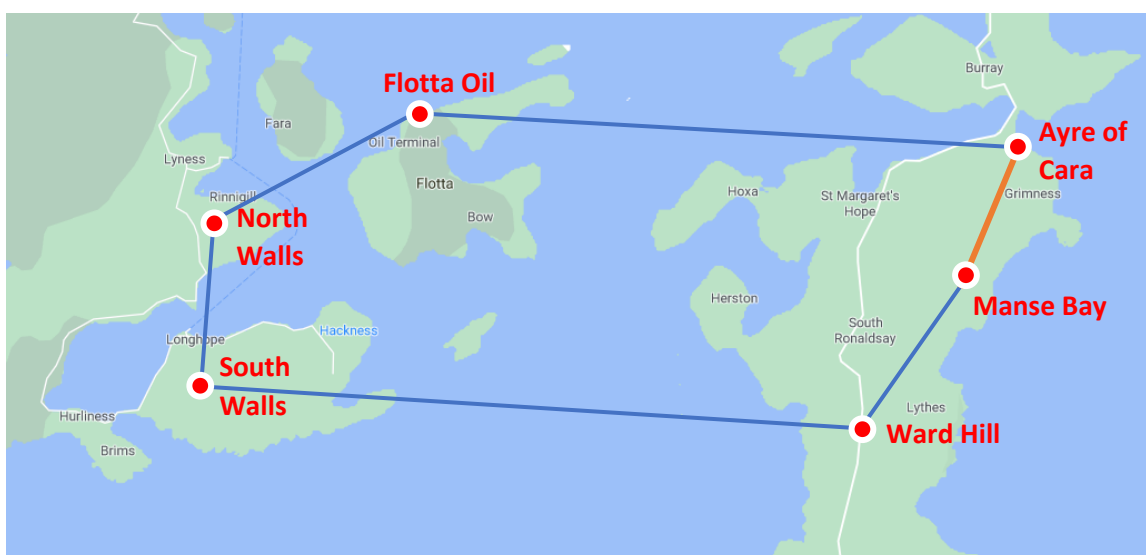 Flotta Oil
Burray
Fara
Oil Terminal
Ayre of
Cara
Lyness
Flotta
Rinnigill
Hoxa
St Margaret's
Hope
Grimness
Bow
North
Walls
Herston
Manse Bay
Hackness
South
Ronaldsay
Longhope
South
Walls
Lythes
Hurliness
Ward Hill
Brims